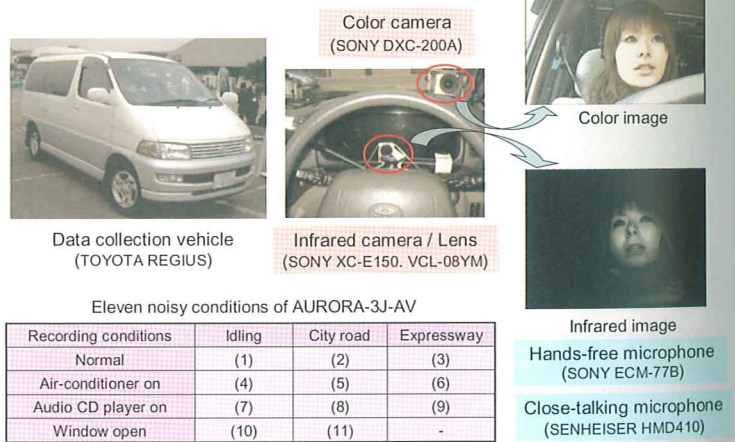 Color camera
(SONY DXC-200A)
Color image
Data collection vehicle
(TOYOTA REGIUS)
Infrared camera / Lens
(SONY XC-E150. VCL-08YM)
Infrared image
Hands-free microphone
(SONY ECM-77B)
Close-talking microphone
(SENHEISER HMD410)
Eleven noisy conditions of AURORA-3J-AV
Recording conditions Idling City road Expressway
Normal (1) (2) (3)
Air-conditioner on (4) (5) (6)
Audio CD player on (7) (8) (9)
Window open (10) (11) -